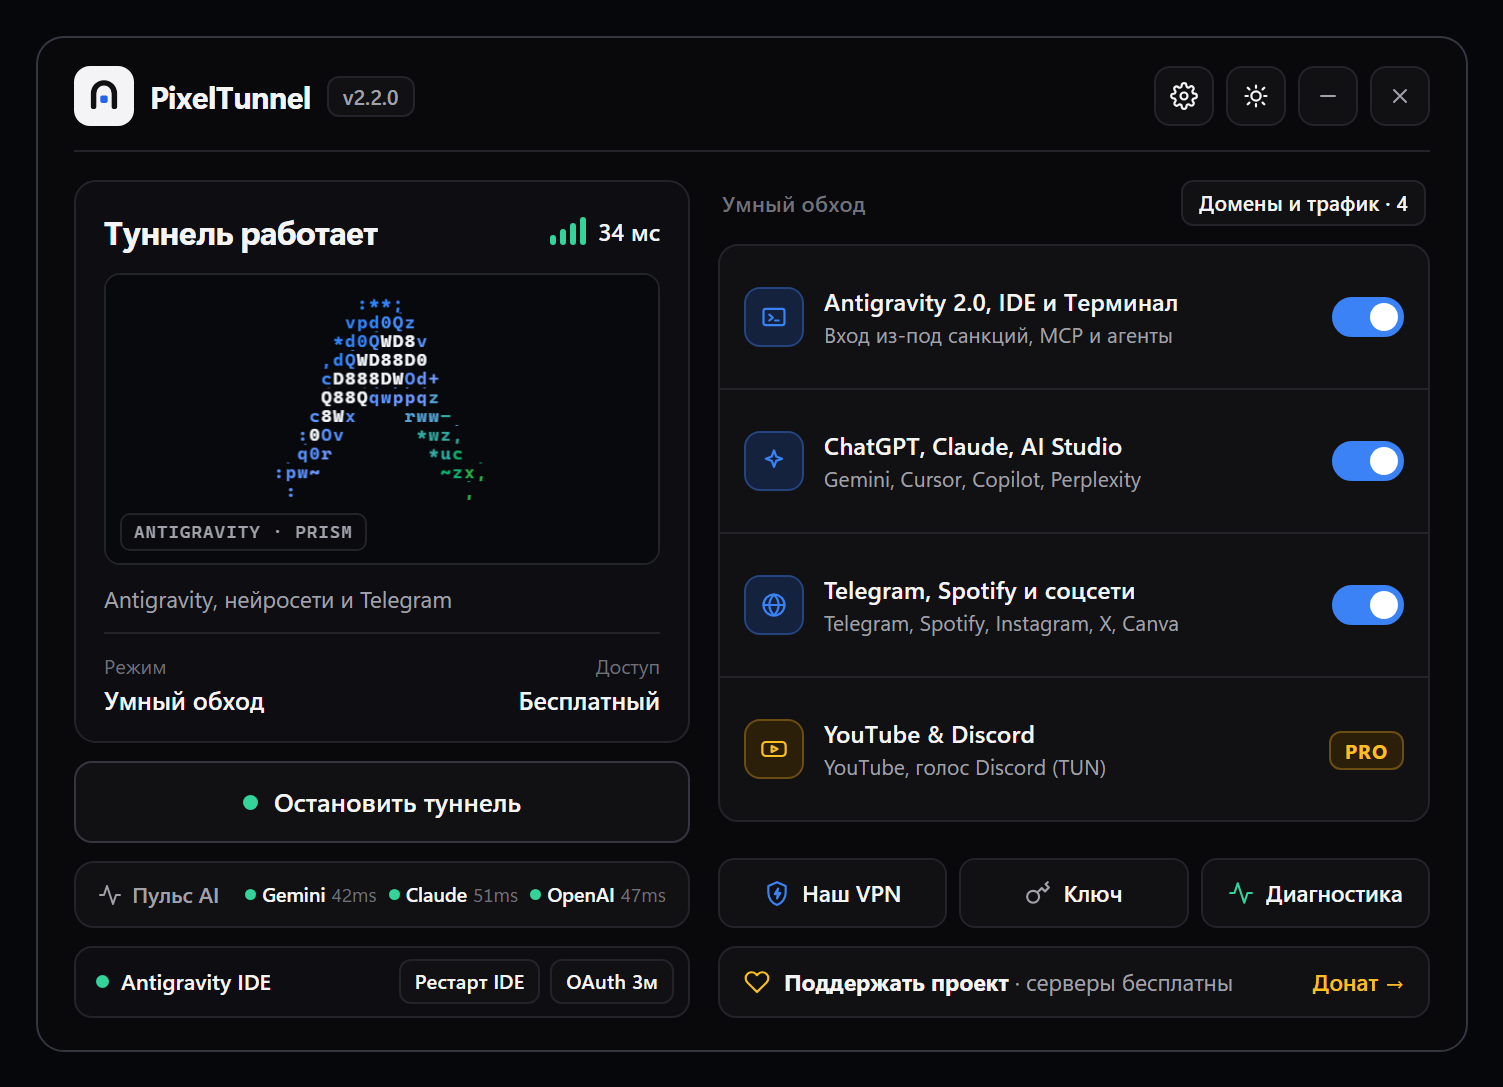 PixelTunnel v2.2.0
Туннель работает
34 мс
:**;
vpd0Qz
*d0QWD8v
,dQWD88D0
cD888DWOd+
Q88Qqwppqz
c8Wx rww-
:0Ov *wz,
q0r *uc
:pw~ ~zx,
: ,
ANTIGRAVITY · PRISM
Antigravity, нейросети и Telegram
Режим
Доступ
Умный обход
Бесплатный
Остановить туннель
Пульс AI Gemini 42ms Claude 51ms OpenAI 47ms
Antigravity IDE
Рестарт IDE
OAuth 3м
Умный обход
Домены и трафик · 4
Antigravity 2.0, IDE и Терминал
Вход из-под санкций, MCP и агенты
ChatGPT, Claude, AI Studio
Gemini, Cursor, Copilot, Perplexity
Telegram, Spotify и соцсети
Telegram, Spotify, Instagram, X, Canva
YouTube & Discord
YouTube, голос Discord (TUN)
PRO
Наш VPN
Ключ
Диагностика
Поддержать проект · серверы бесплатны
Донат →